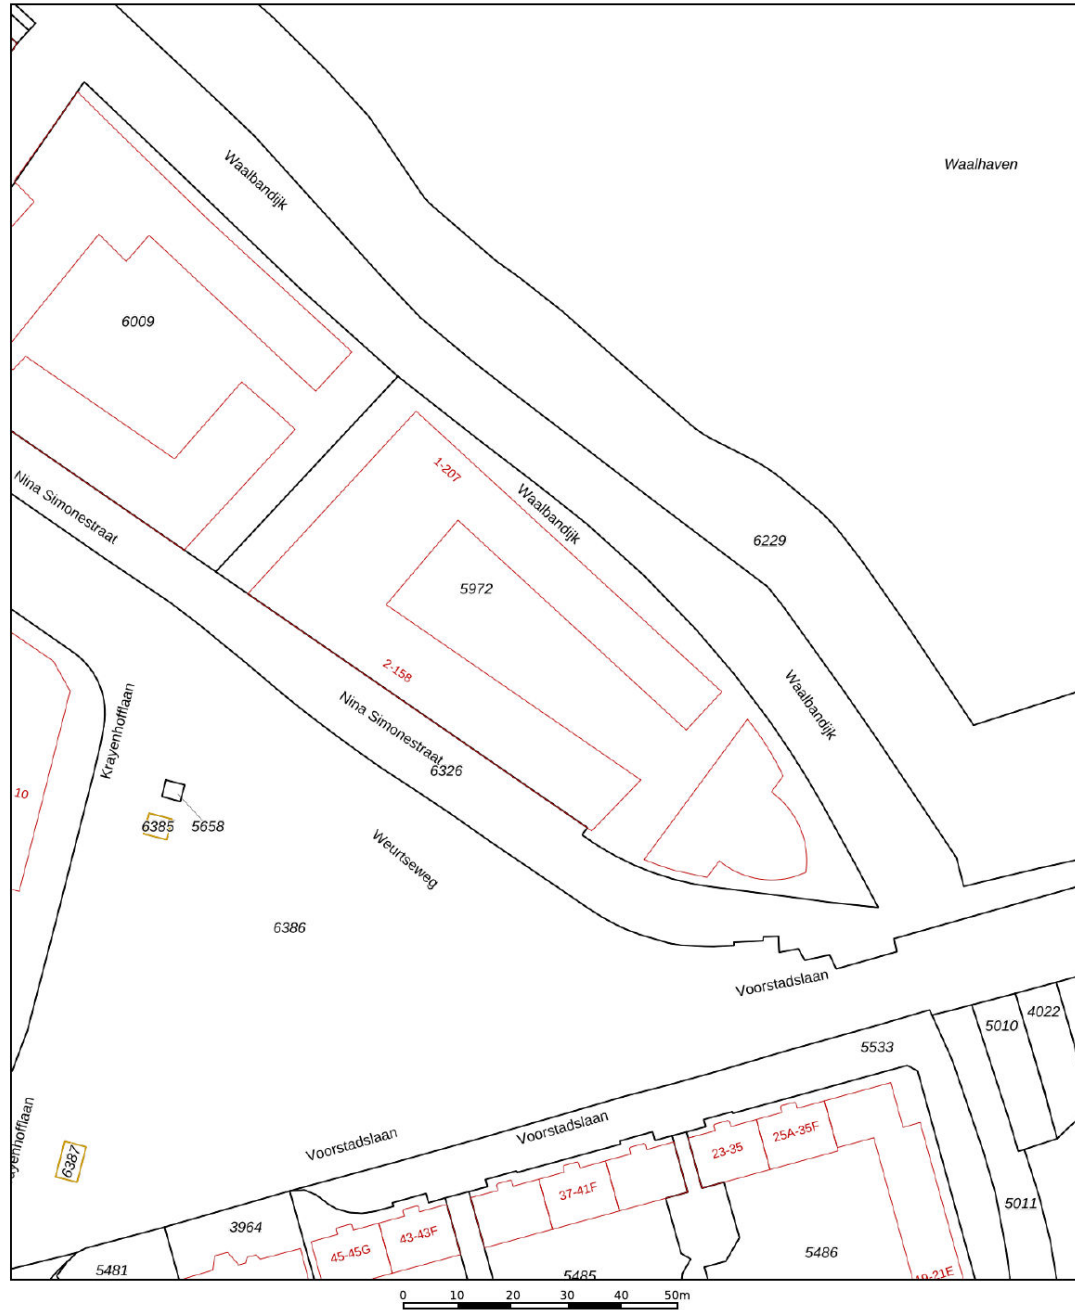 Waalhaven
Waalbandijk
6009
1-207
Nina Simonestraat
Waalbandijk
6229
5972
2-158
Nina Simonestraat
6326
Waalbandijk
Krayenhofflaan
10
6385
5658
Weurtseweg
6386
Voorstadslaan
5010
4022
5533
Voorstadslaan
Voorstadslaan
25A-35F
23-35
6387
37-41F
5011
3964
45-45G
43-43F
5486
5481
5485
0 10 20 30 40 50m